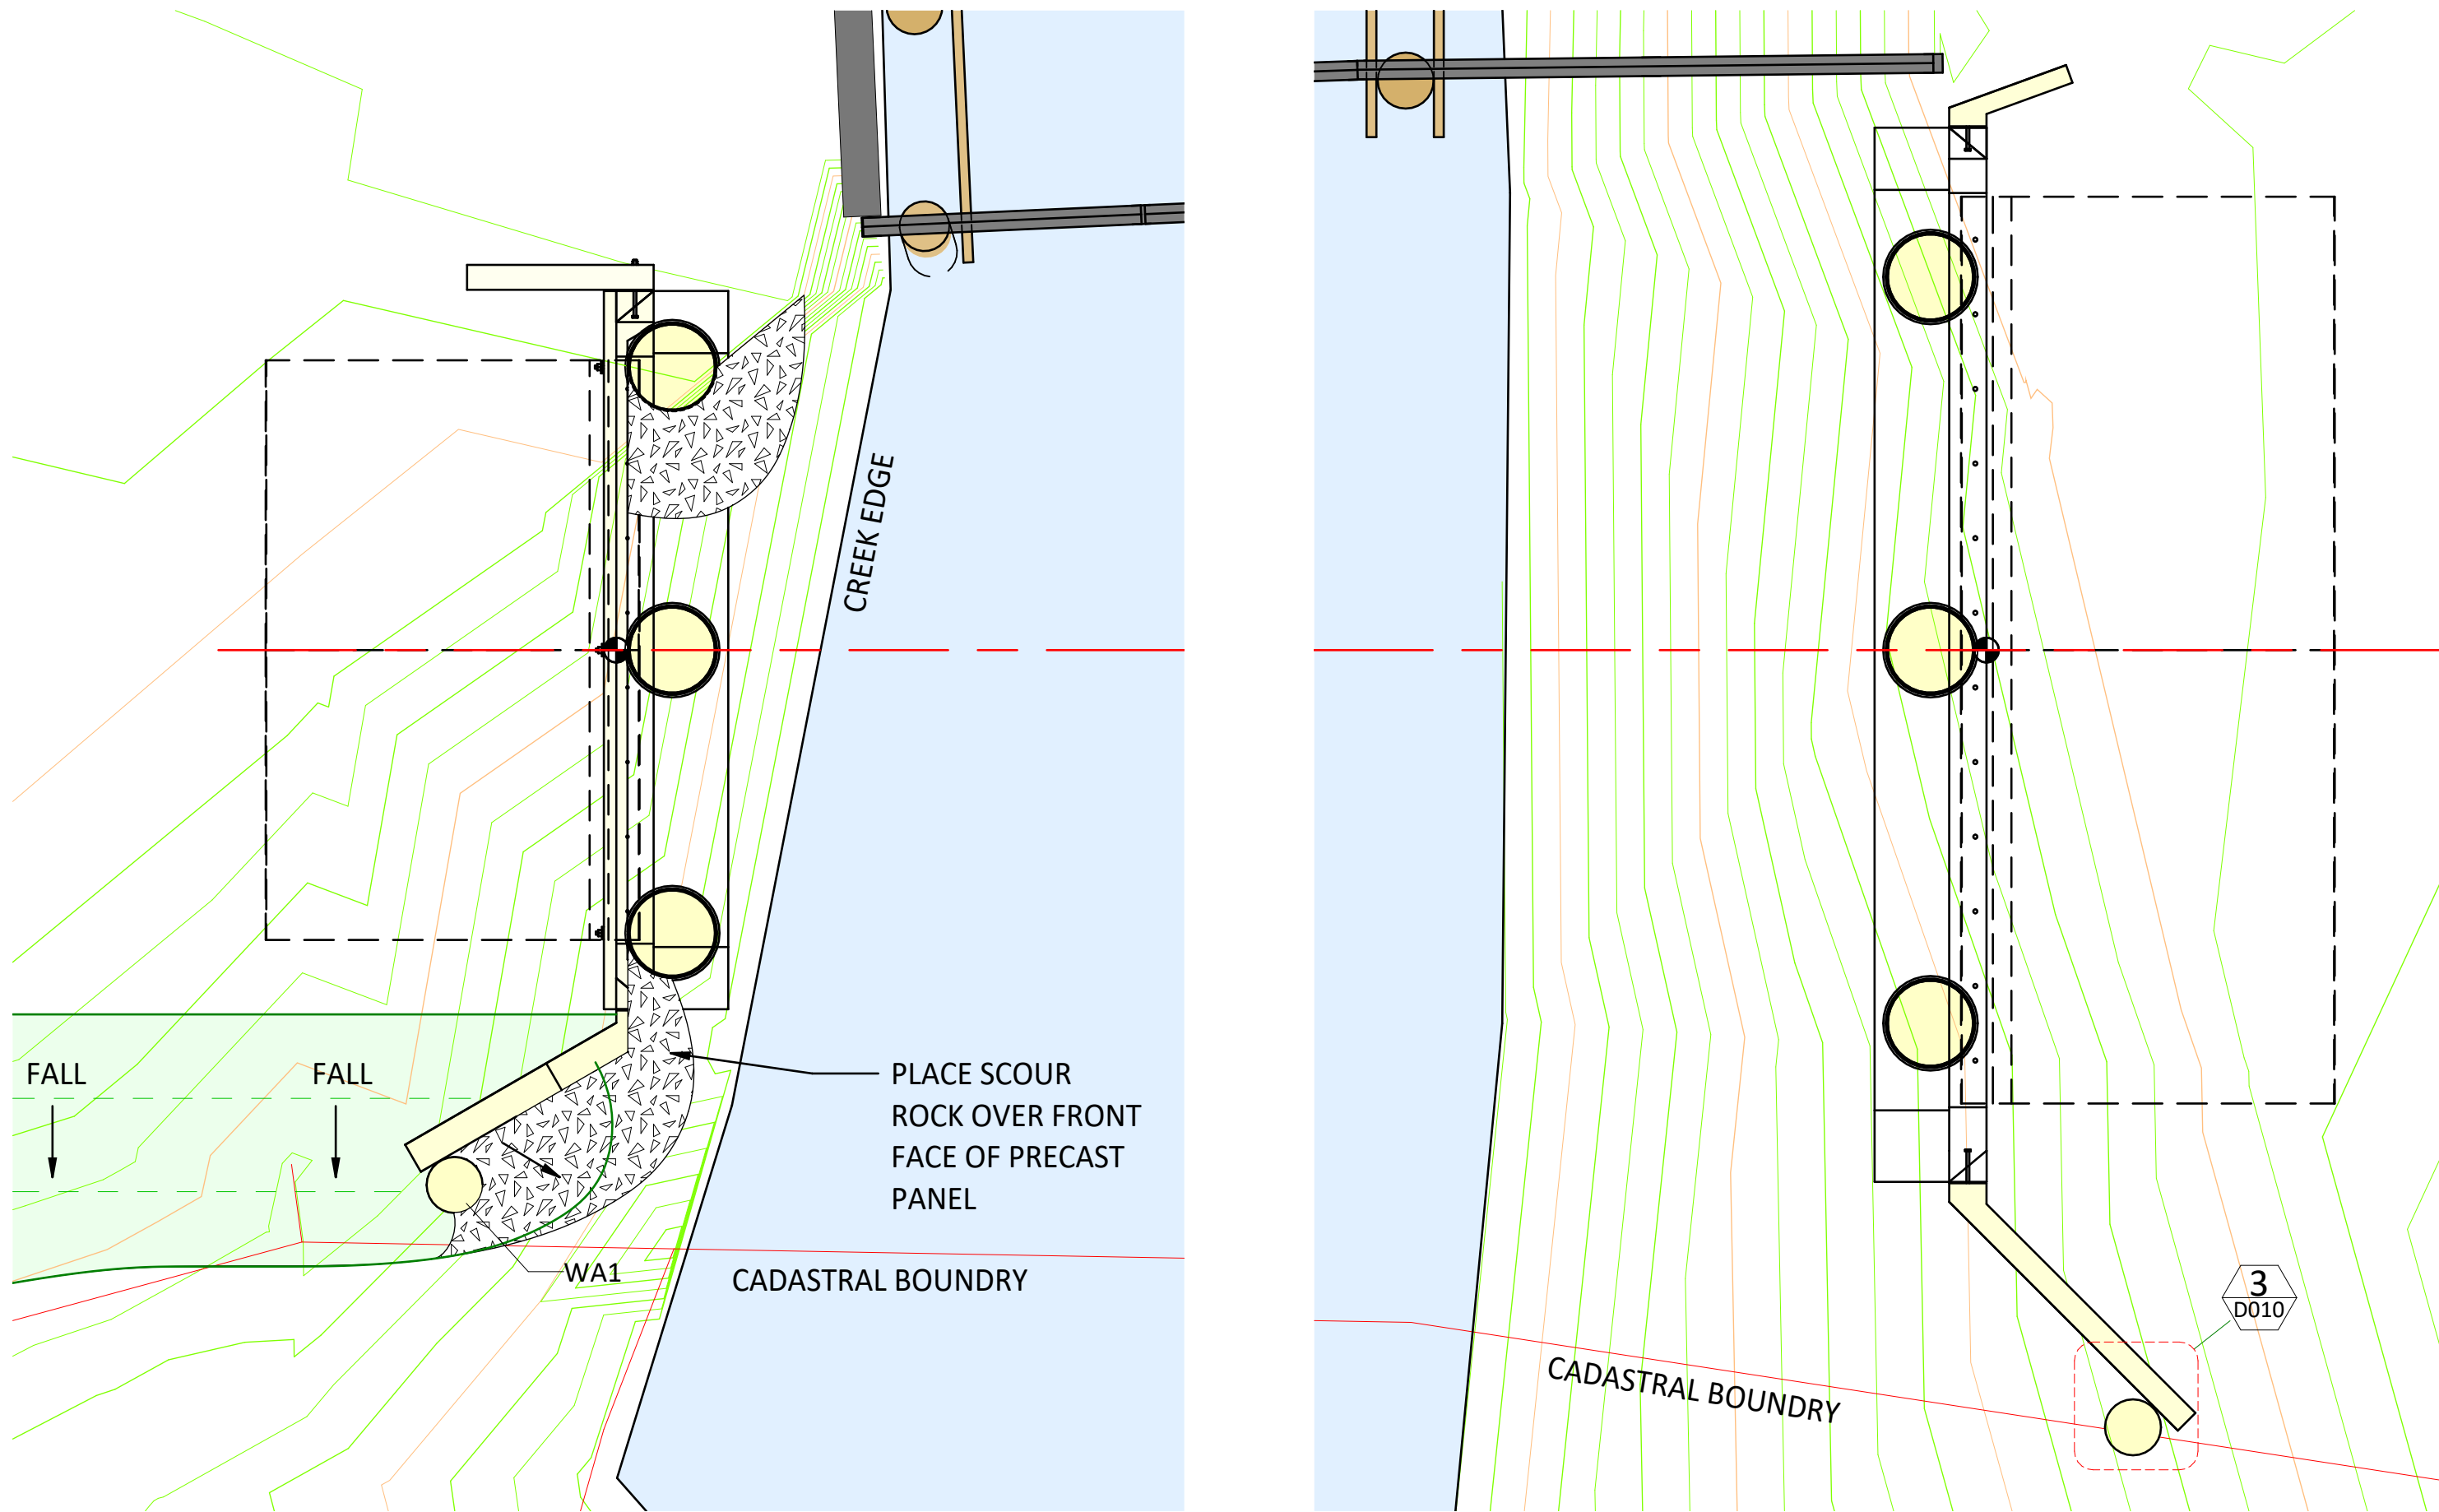 CREEK EDGE
FALL
FALL
PLACE SCOUR
ROCK OVER FRONT
FACE OF PRECAST
PANEL
WA1
CADASTRAL BOUNDRY
CADASTRAL BOUNDRY
3
D010